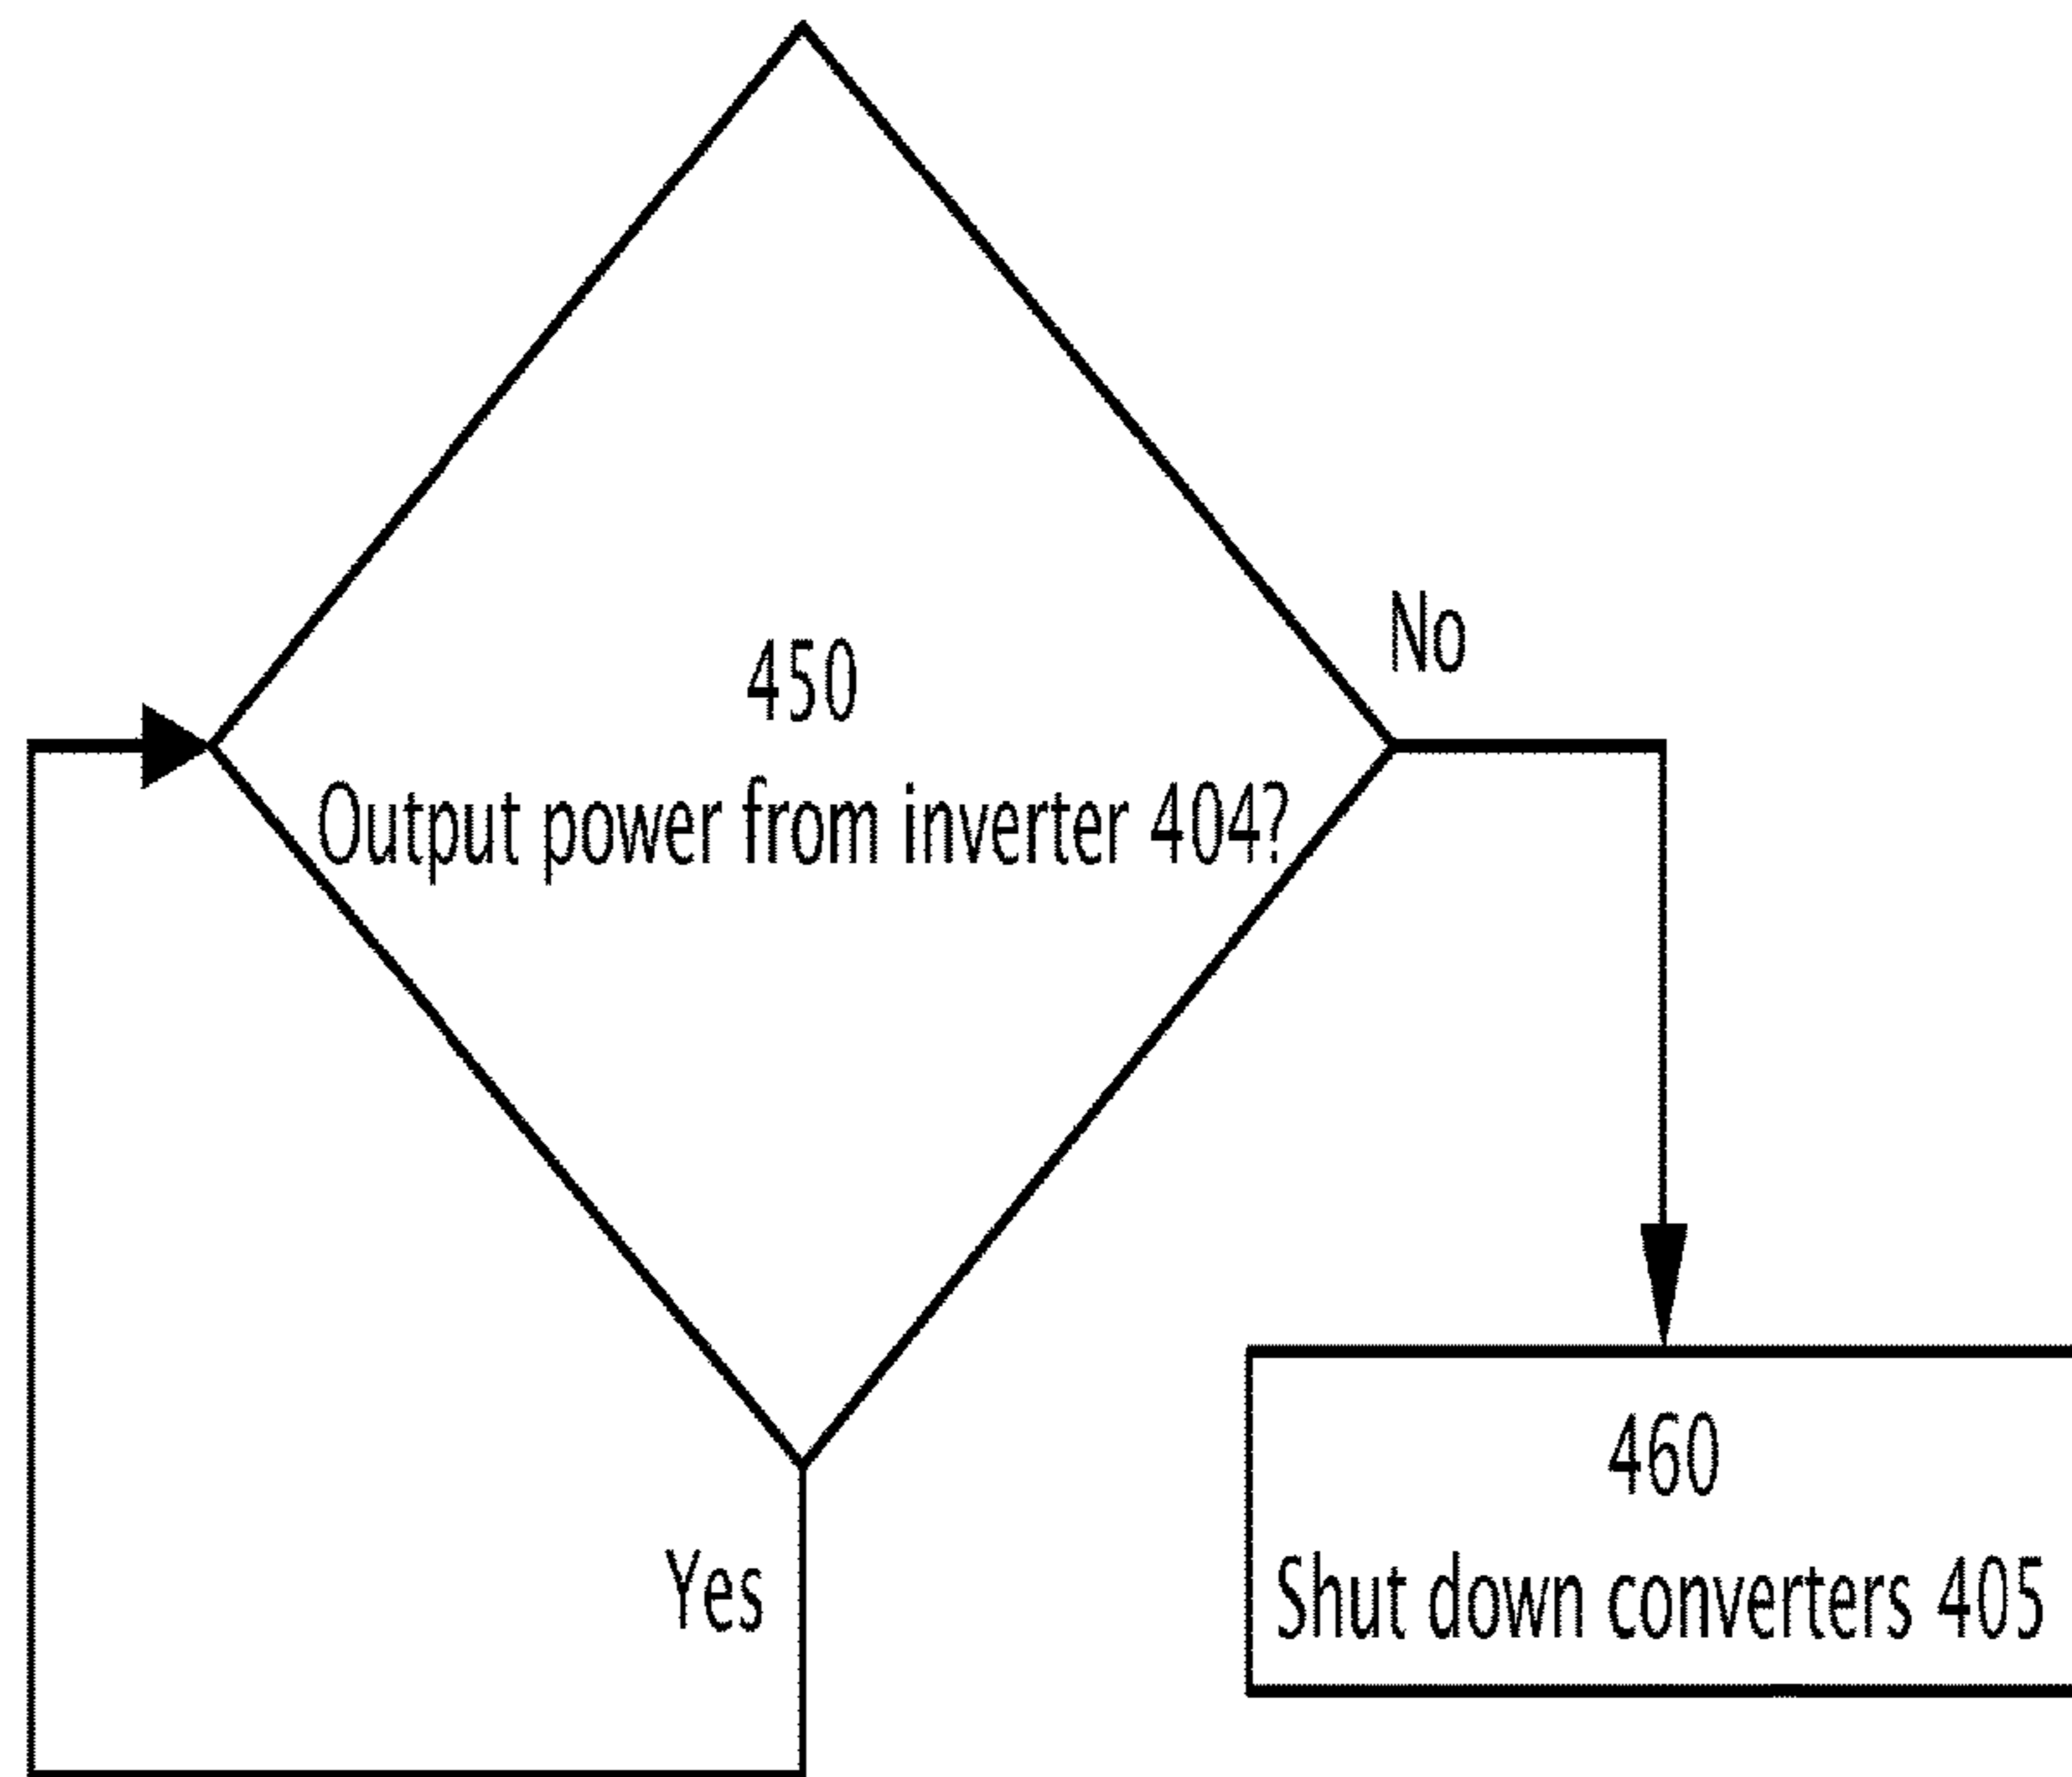 No
450
Output power from inverter 404?
460
Shut down converters 405
Yes